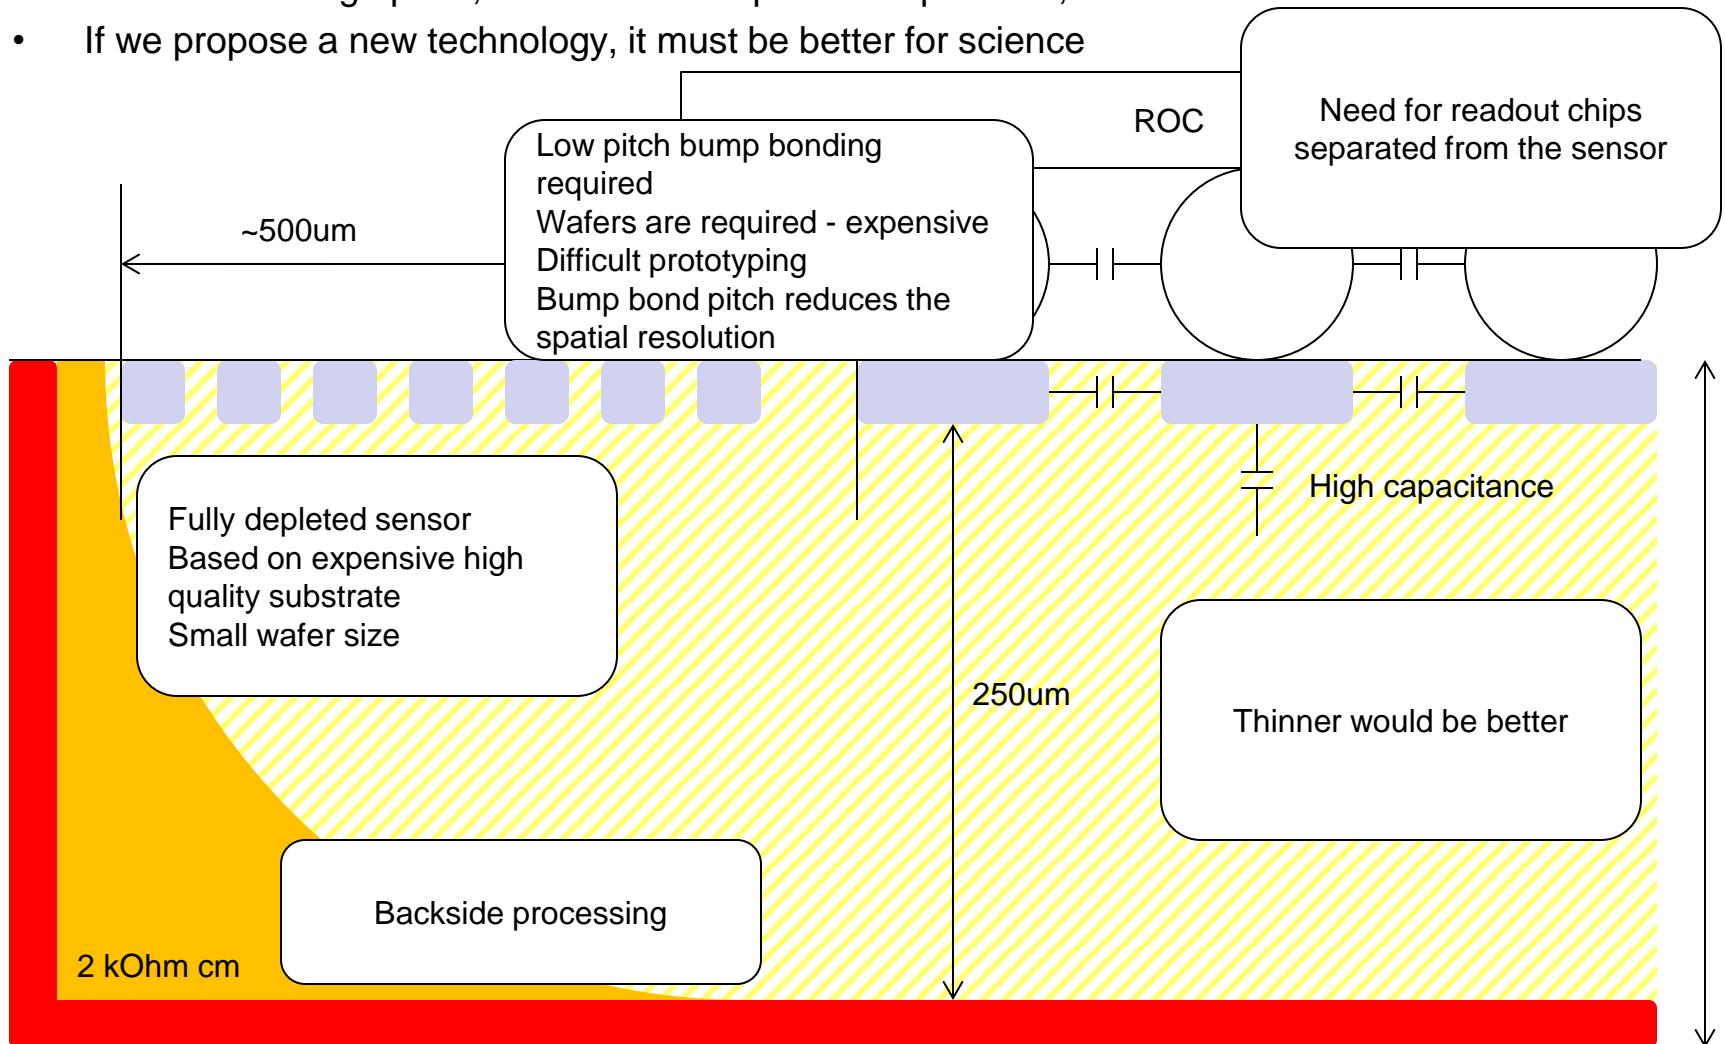 • If we propose a new technology, it must be better for science
ROC
Need for readout chips
separated from the sensor
Low pitch bump bonding
required
Wafers are required - expensive
Difficult prototyping
Bump bond pitch reduces the
spatial resolution
~500um
High capacitance
Fully depleted sensor
Based on expensive high
quality substrate
Small wafer size
250um
Thinner would be better
Backside processing
2 kOhm cm